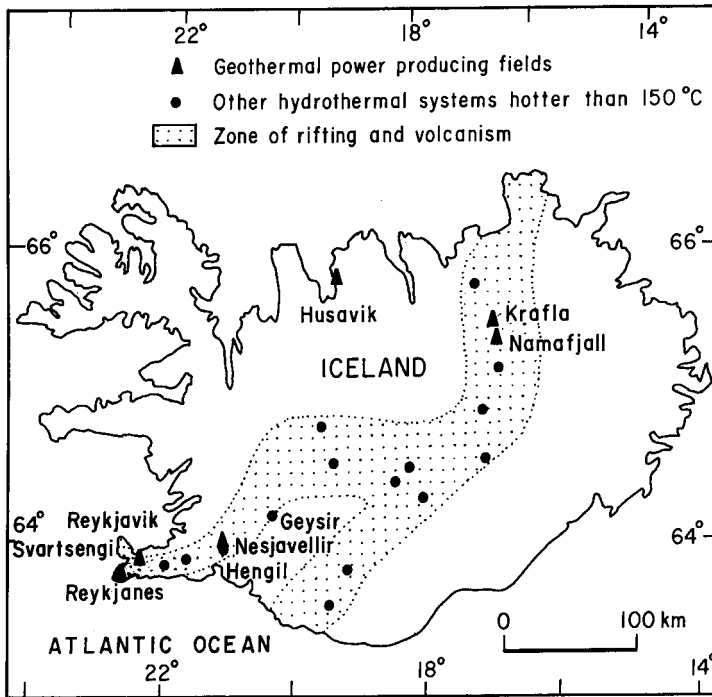 22° 18° 14°
Geothermal power producing fields
Other hydrothermal systems hotter than 150°C
Zone of rifting and volcanism
66° 66°
Husavik
Krafla
Namafjall
ICELAND
64°
Reykjavik
Geysir
Svartsengi
Nesjavellir
64°
Hengil
Reykjanes
0 100 km
ATLANTIC OCEAN
22° 18° 14°